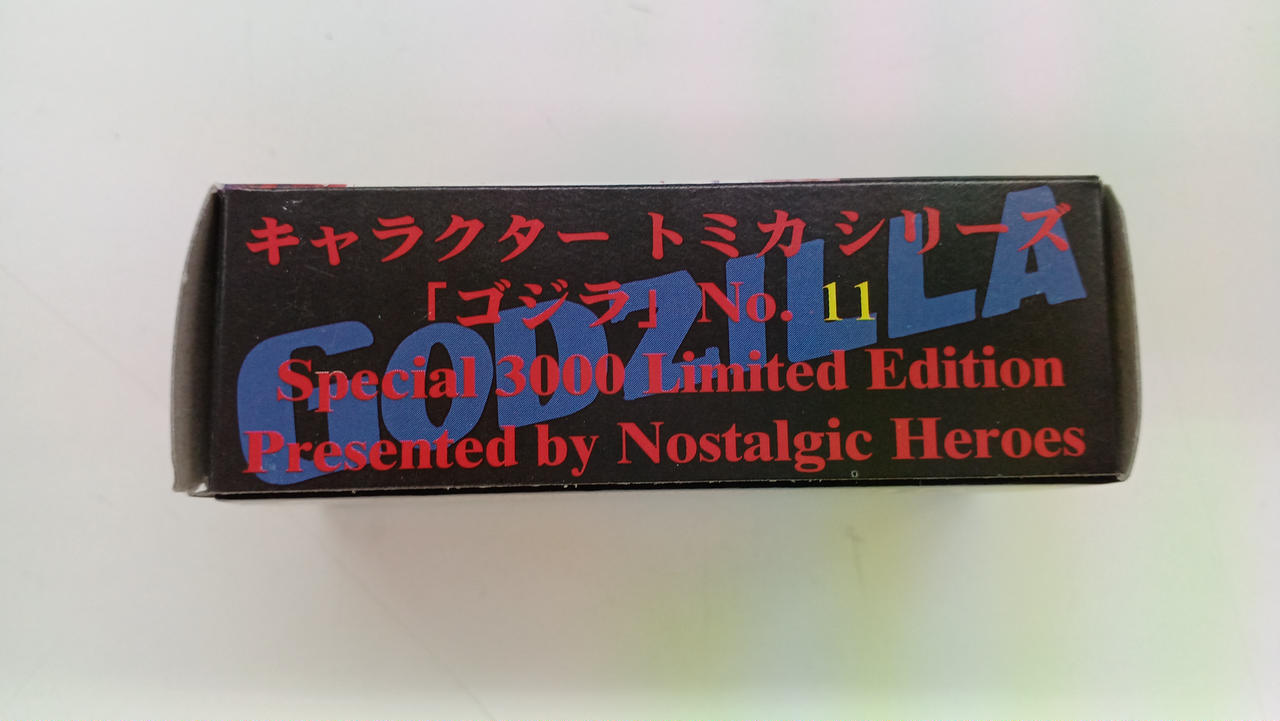 キャラクター トミカ シリーズ
「ゴジラ」 No. 11
Special 3000 Limited Edition
Presented by Nostalgic Heroes
GODZILLA